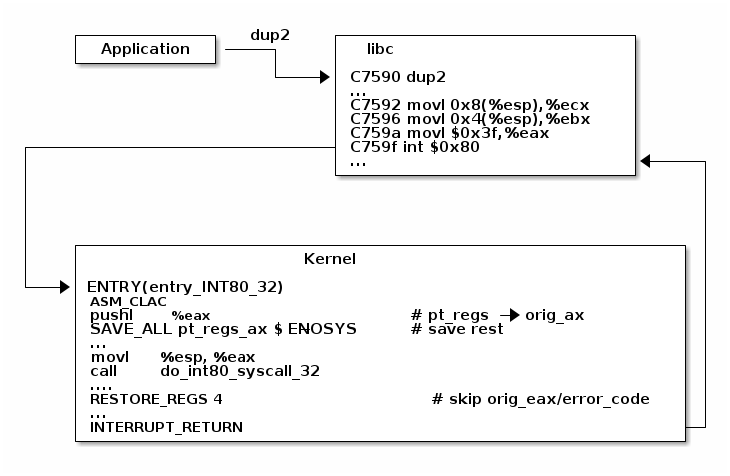 dup2
Application
libc
C7590 dup2
...
C7592 movl 0x8(%esp),%ecx
C7596 movl 0x4(%esp),%ebx
C759a movl $0x3f,%eax
C759f int $0x80
...
Kernel
ENTRY(entry_INT80_32)
ASM_CLAC
pushl %eax # pt_regs → orig_ax
SAVE_ALL pt_regs_ax $ ENOSYS # save rest
...
movl %esp, %eax
call do_int80_syscall_32
....
RESTORE_REGS 4 # skip orig_eax/error_code
...
INTERRUPT_RETURN